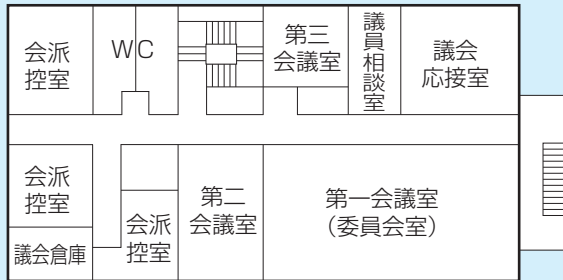 会派
控室
WC
第三
会議室
議員相談室
議会
応接室
会派
控室
議会倉庫
会派
控室
第二
会議室
第一会議室
(委員会室)